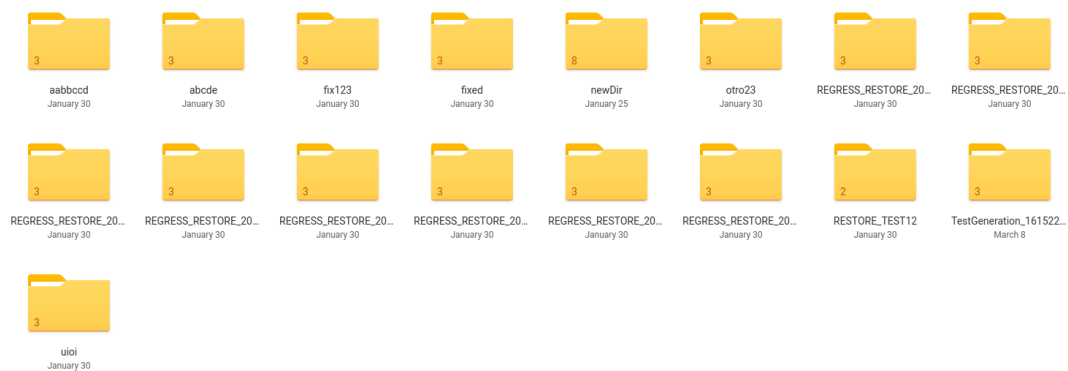 3 3 3 3 8 3 3 3
aabbccd abcde fix123 fixed newDir otro23 REGRESS_RESTORE_20... REGRESS_RESTORE_20...
January 30 January 30 January 30 January 30 January 25 January 30 January 30 January 30
3 3 3 3 3 3 2 3
REGRESS_RESTORE_20... REGRESS_RESTORE_20... REGRESS_RESTORE_20... REGRESS_RESTORE_20... REGRESS_RESTORE_20... REGRESS_RESTORE_20... RESTORE_TEST12 TestGeneration_161522...
January 30 January 30 January 30 January 30 January 30 January 30 January 30 March 8
3
uioi
January 30